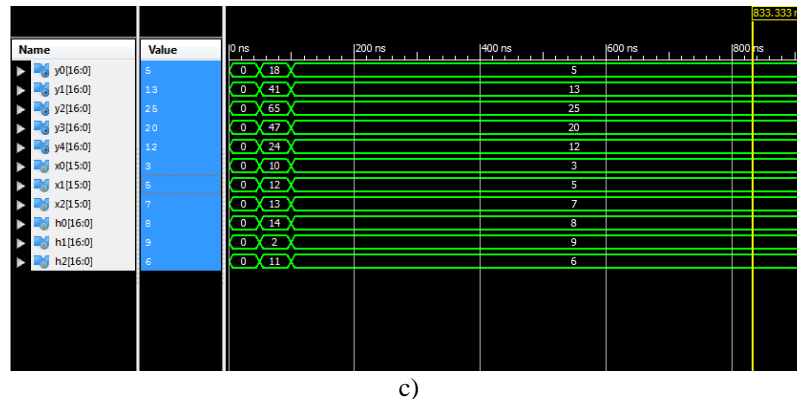 833.333 n
Name Value 0 ns 200 ns 400 ns 600 ns 800 ns
y0[16:0] 5 0 18 5
y1[16:0] 13 0 41 13
y2[16:0] 25 0 65 25
y3[16:0] 20 0 47 20
y4[16:0] 12 0 24 12
x0[15:0] 3 0 10 3
x1[15:0] 5 0 12 5
x2[15:0] 7 0 13 7
h0[16:0] 8 0 14 8
h1[16:0] 9 0 2 9
h2[16:0] 6 0 11 6
c)